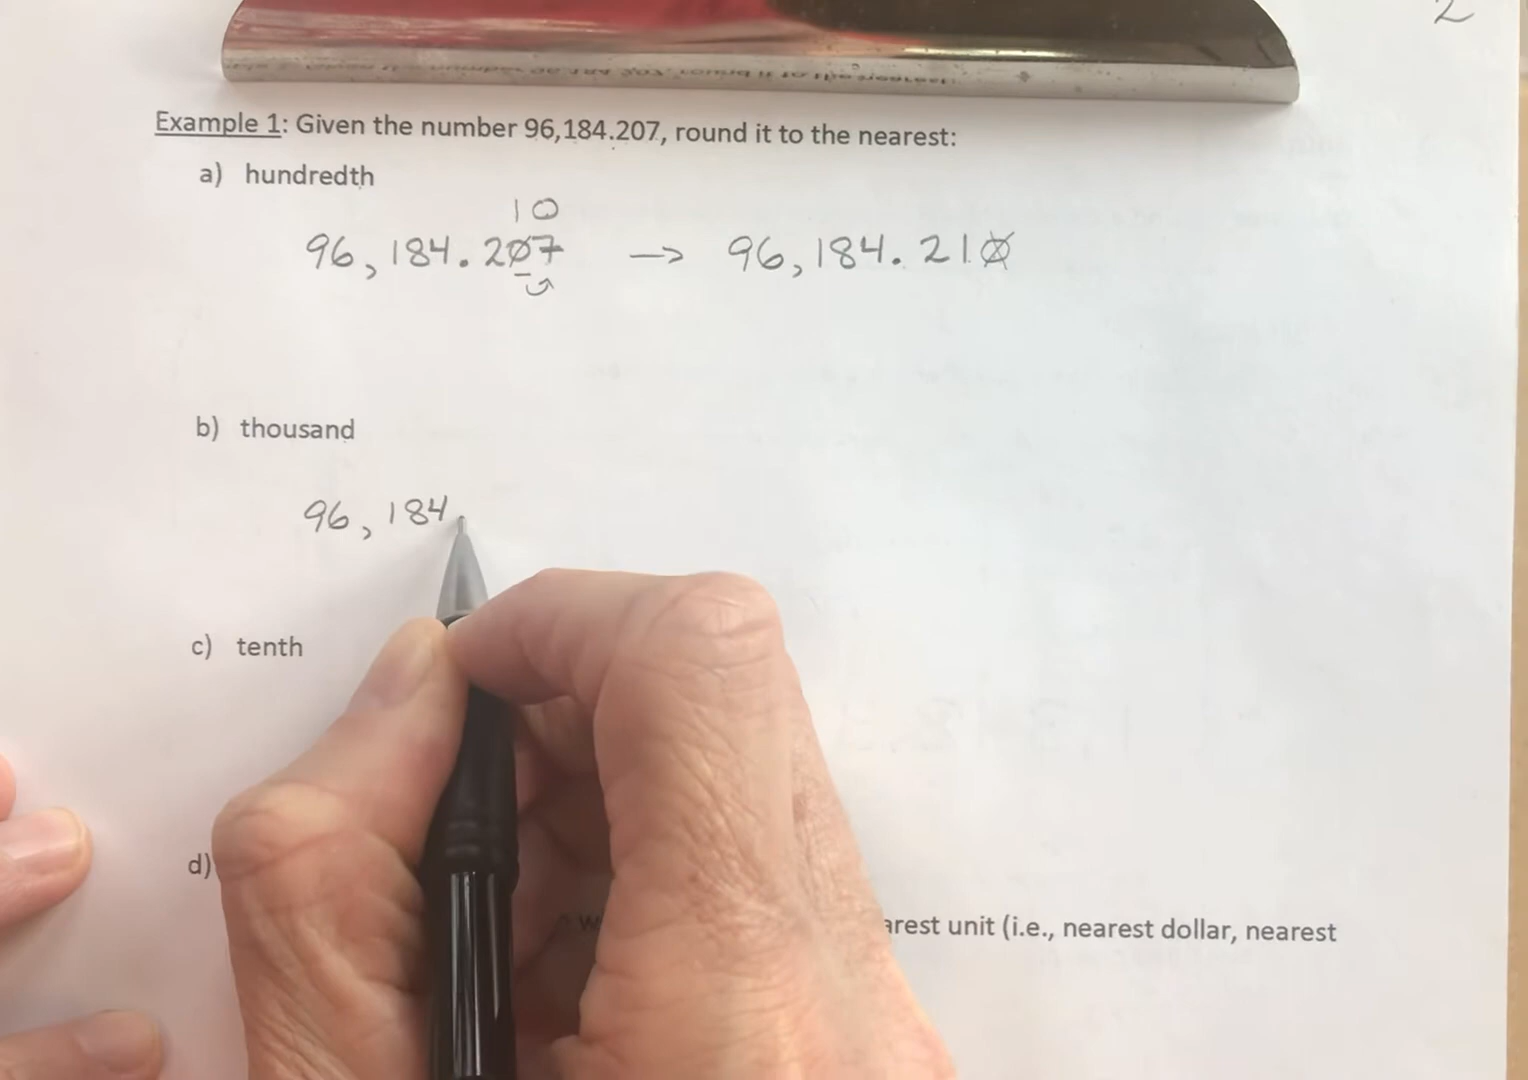 2
Example 1: Given the number 96,184.207, round it to the nearest:
a) hundredth
10
96,184.207 → 96,184.210
b) thousand
96,184.
c) tenth
d)
arest unit (i.e., nearest dollar, nearest